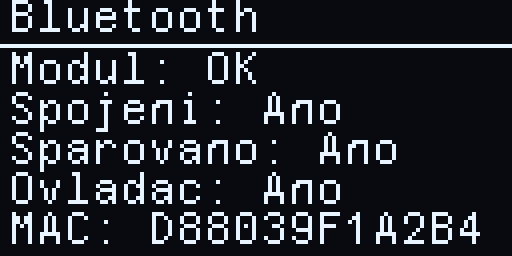 Bluetooth
Modul: OK
Spojeni: Ano
Sparovano: Ano
Ovladac: Ano
MAC: D88039F1A2B4